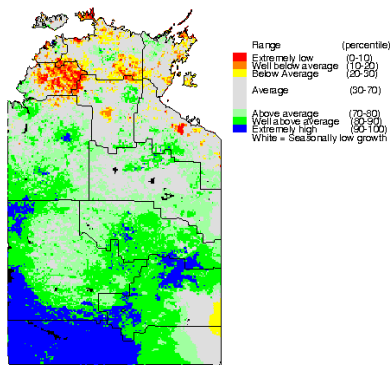 Range (percentile)
Extremely low (0-10)
Well below average (10-20)
Below Average (20-30)
Average (30-70)
Above average (70-80)
Well above average (80-90)
Extremely high (90-100)
White = Seasonally low growth